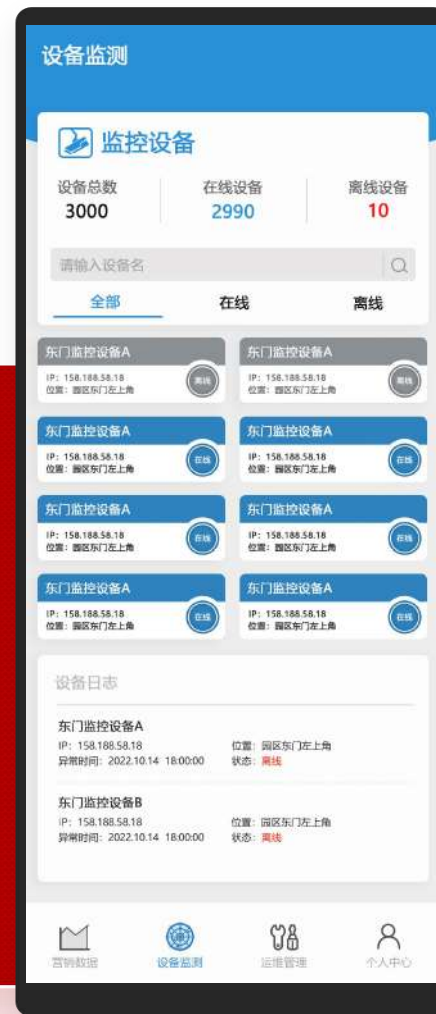 设备监测
监控设备
设备总数 在线设备 离线设备
3000 2990 10
请输入设备名
全部 在线 离线
东门监控设备A 东门监控设备A
IP: 158.188.58.18 离线 IP: 158.188.58.18 离线
位置: 园区东门左上角 位置: 园区东门左上角
东门监控设备A 东门监控设备A
IP: 158.188.58.18 在线 IP: 158.188.58.18 在线
位置: 园区东门左上角 位置: 园区东门左上角
东门监控设备A 东门监控设备A
IP: 158.188.58.18 在线 IP: 158.188.58.18 在线
位置: 园区东门左上角 位置: 园区东门左上角
东门监控设备A 东门监控设备A
IP: 158.188.58.18 在线 IP: 158.188.58.18 在线
位置: 园区东门左上角 位置: 园区东门左上角
设备日志
东门监控设备A
IP: 158.188.58.18 位置: 园区东门左上角
异常时间: 2022.10.14 18:00:00 状态: 离线
东门监控设备B
IP: 158.188.58.18 位置: 园区东门左上角
异常时间: 2022.10.14 18:00:00 状态: 离线
营销数据 设备监测 运维管理 个人中心